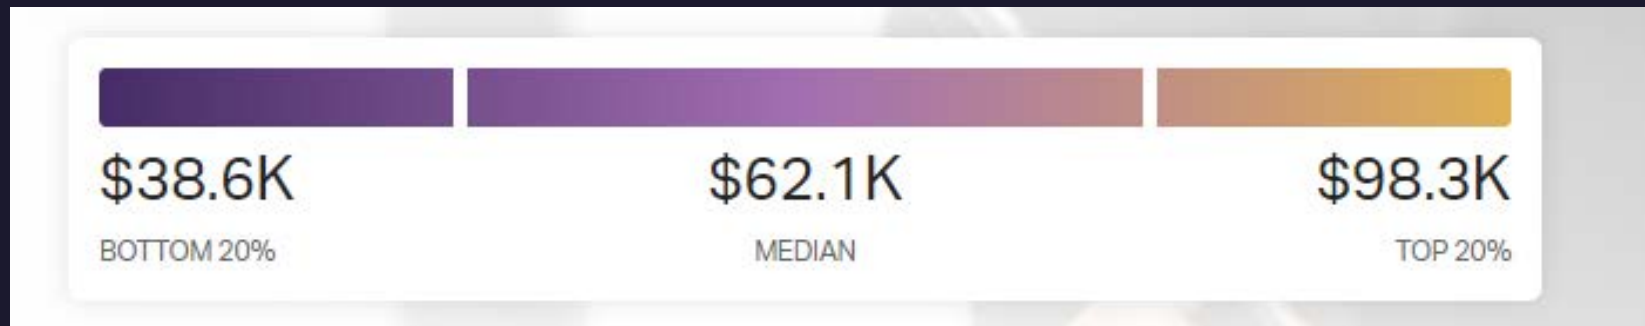 $38.6K $62.1K $98.3K
BOTTOM 20% MEDIAN TOP 20%